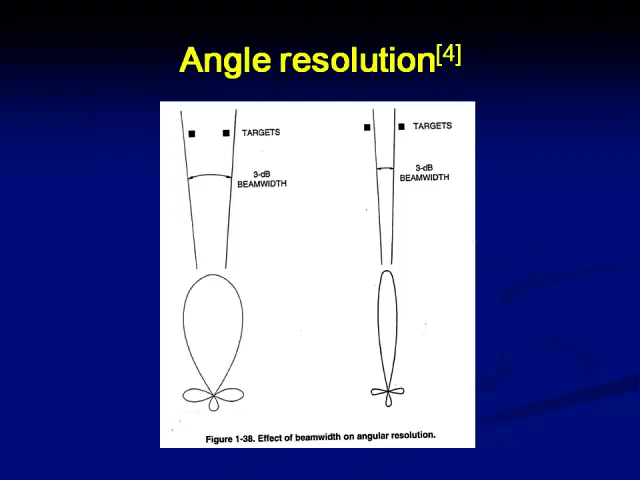 Angle resolution[4]
TARGETS
3-dB
BEAMWIDTH
TARGETS
3-dB
BEAMWIDTH
Figure 1-38. Effect of beamwidth on angular resolution.